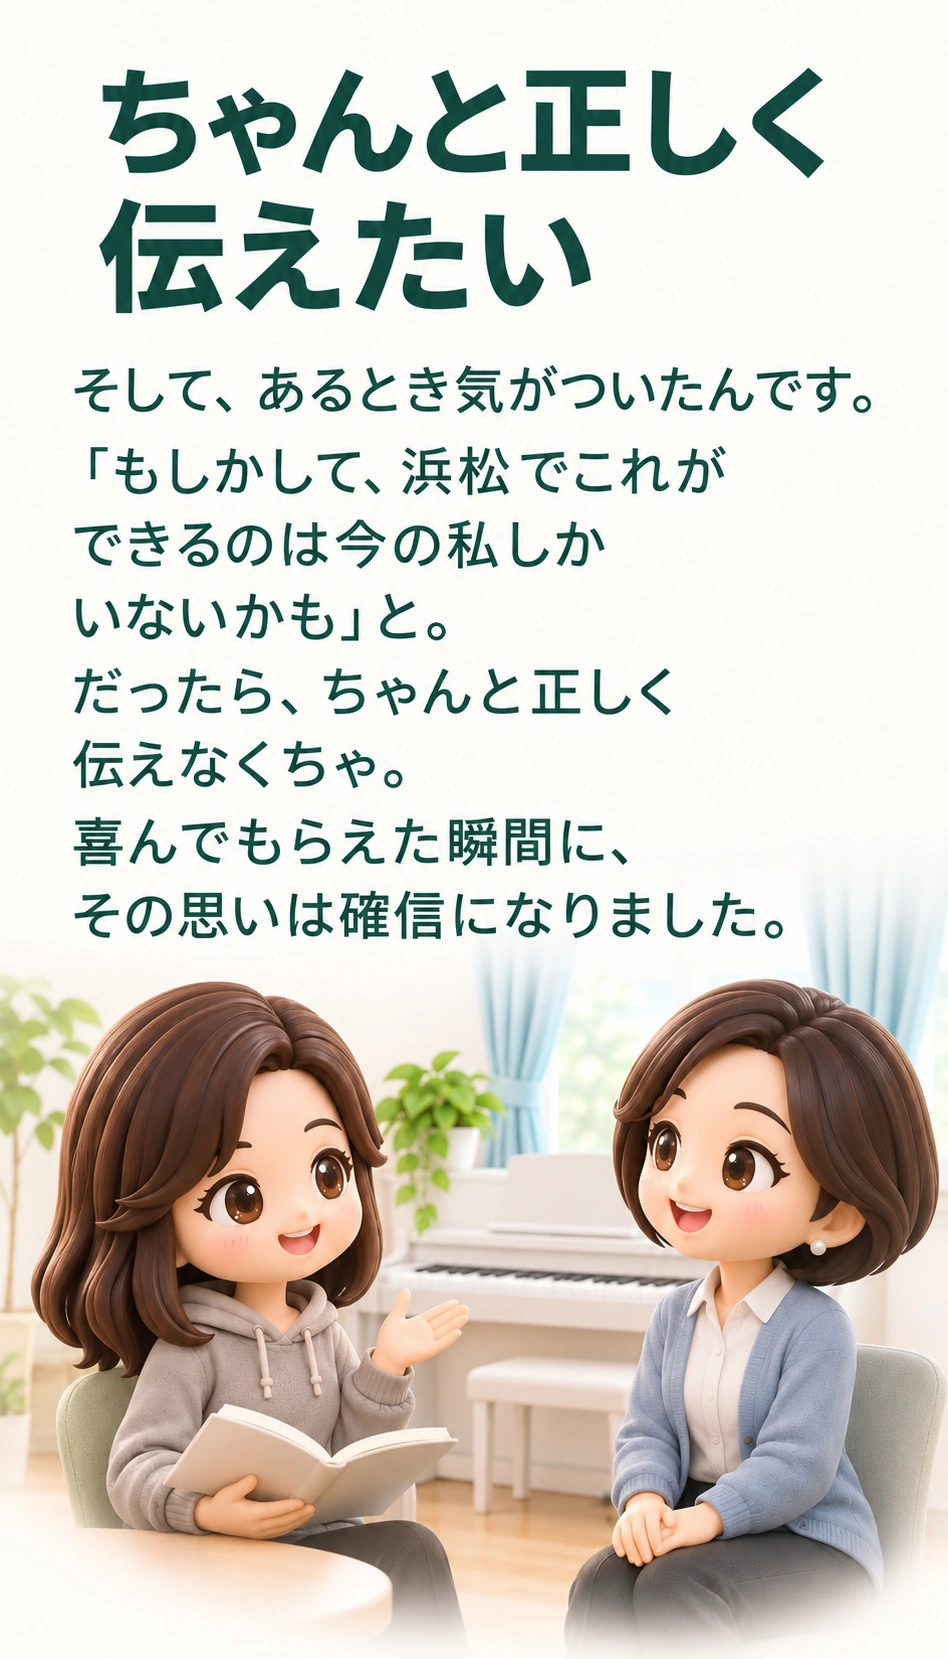 ちゃんと正しく
伝えたい
そして、あるとき気がついたんです。
「もしかして、浜松でこれが
できるのは今の私しか
いないかも」と。
だったら、ちゃんと正しく
伝えなくちゃ。
喜んでもらえた瞬間に、
その思いは確信になりました。